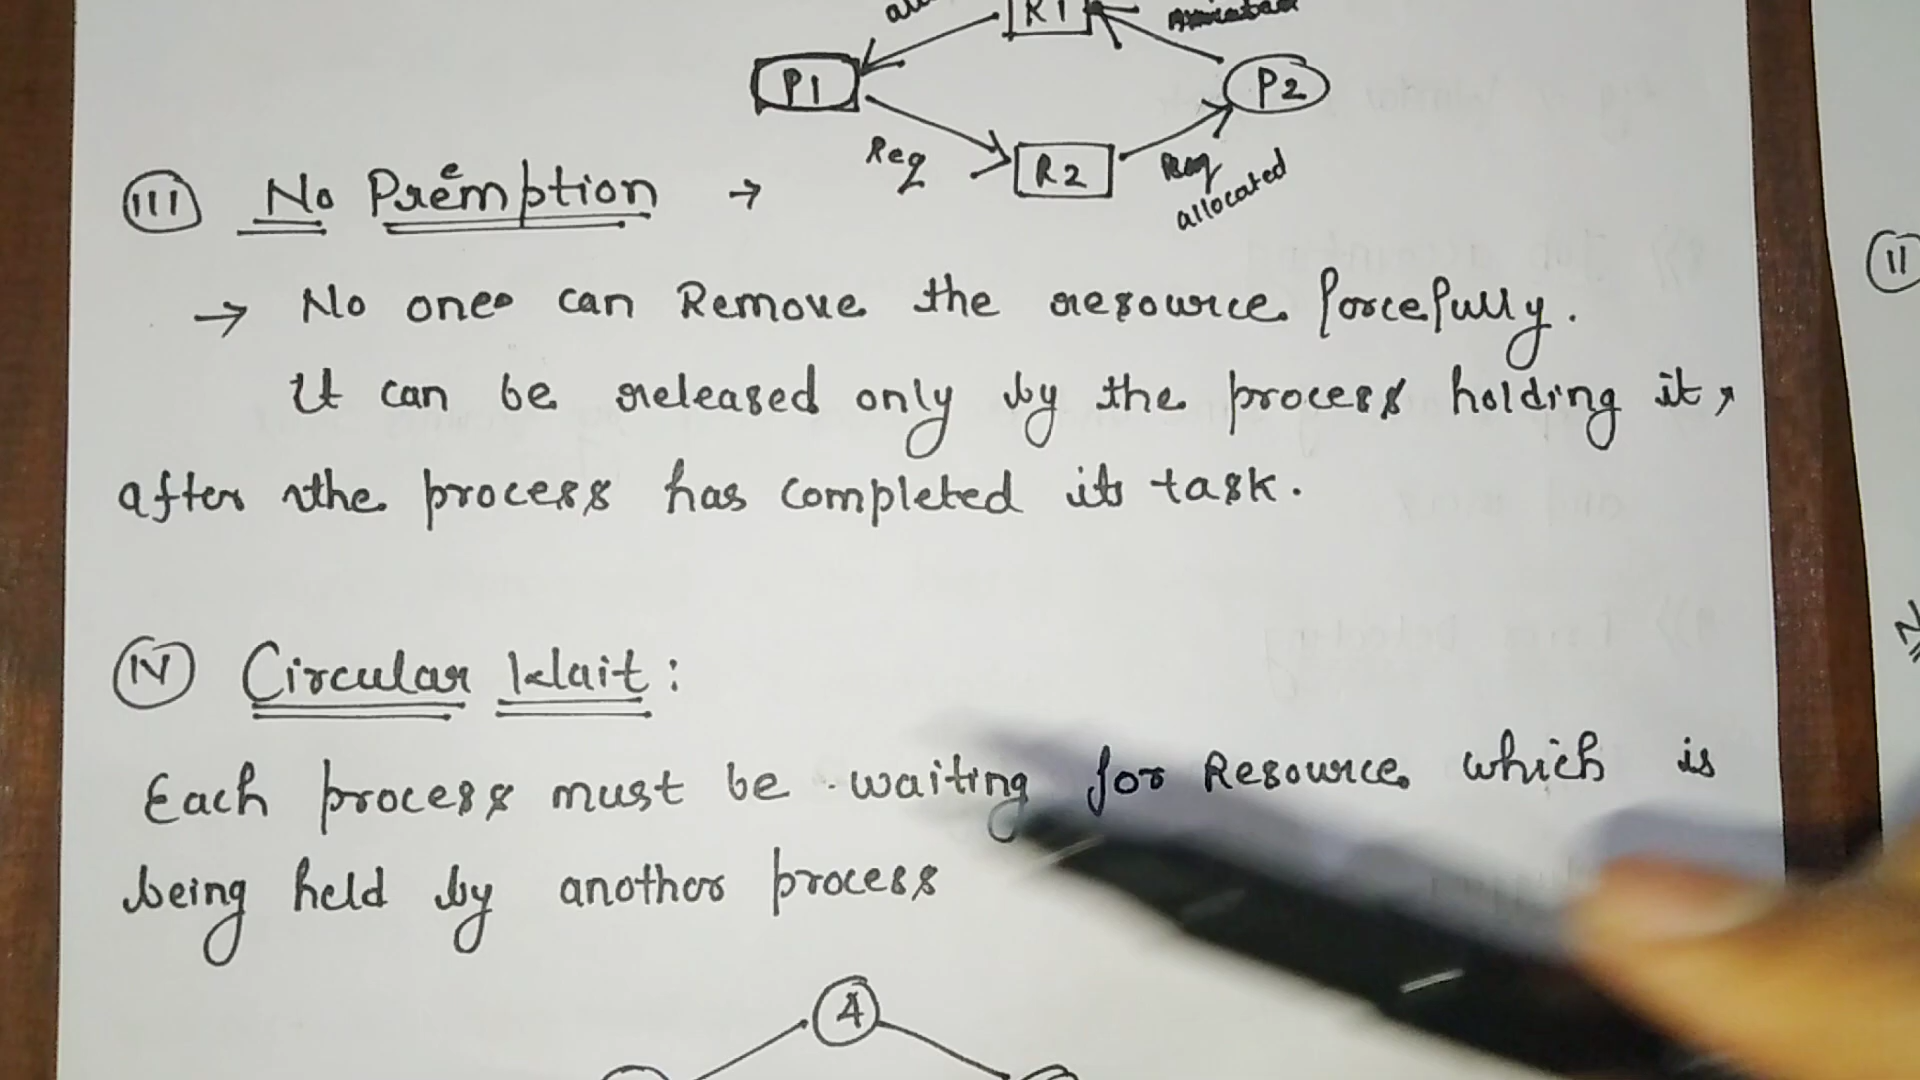 R1
P1
P2
Req
R2
Req
allocated
III No Preemption →
→ No one can Remove the resource forcefully.
It can be released only by the process holding it,
after the process has completed its task.
IV Circular Wait :
Each process must be waiting for Resource which is
being held by another process
A
II